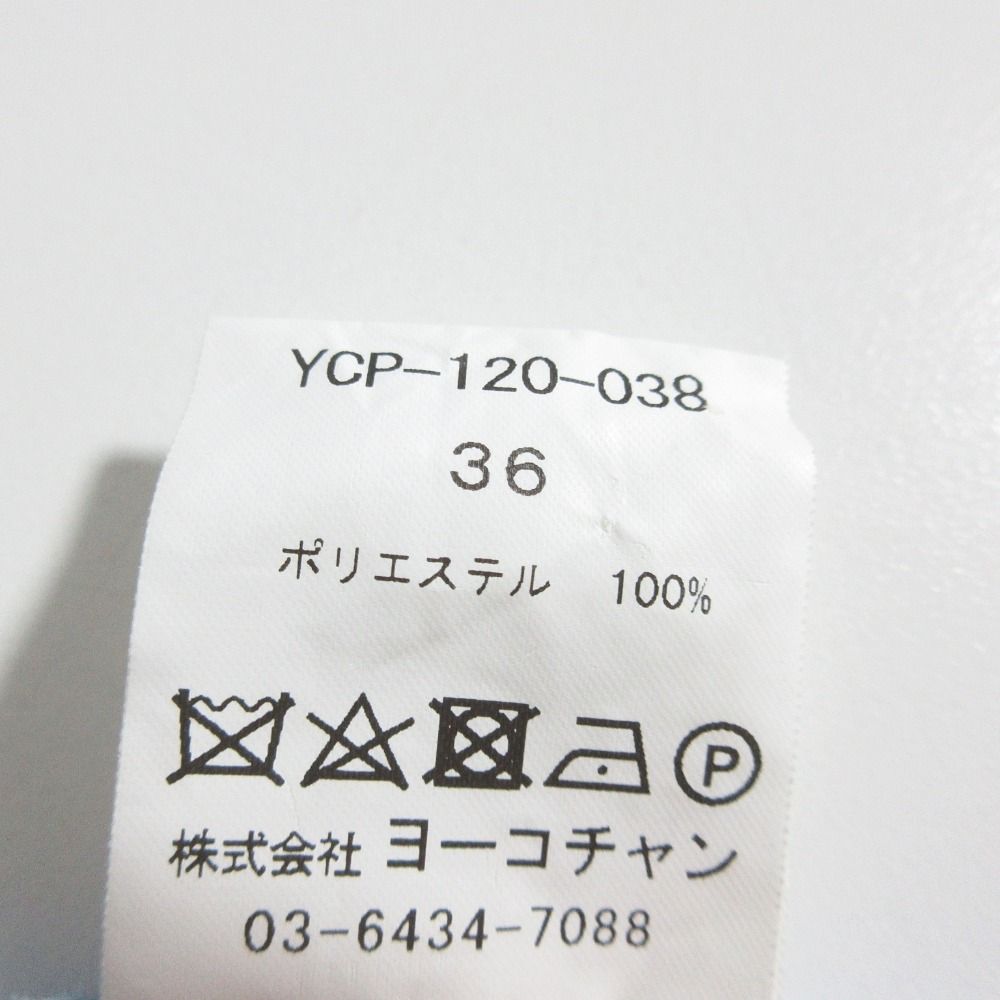 YCP-120-038
36
ポリエステル 100%
P
株式会社 ヨーコチャン
03-6434-7088